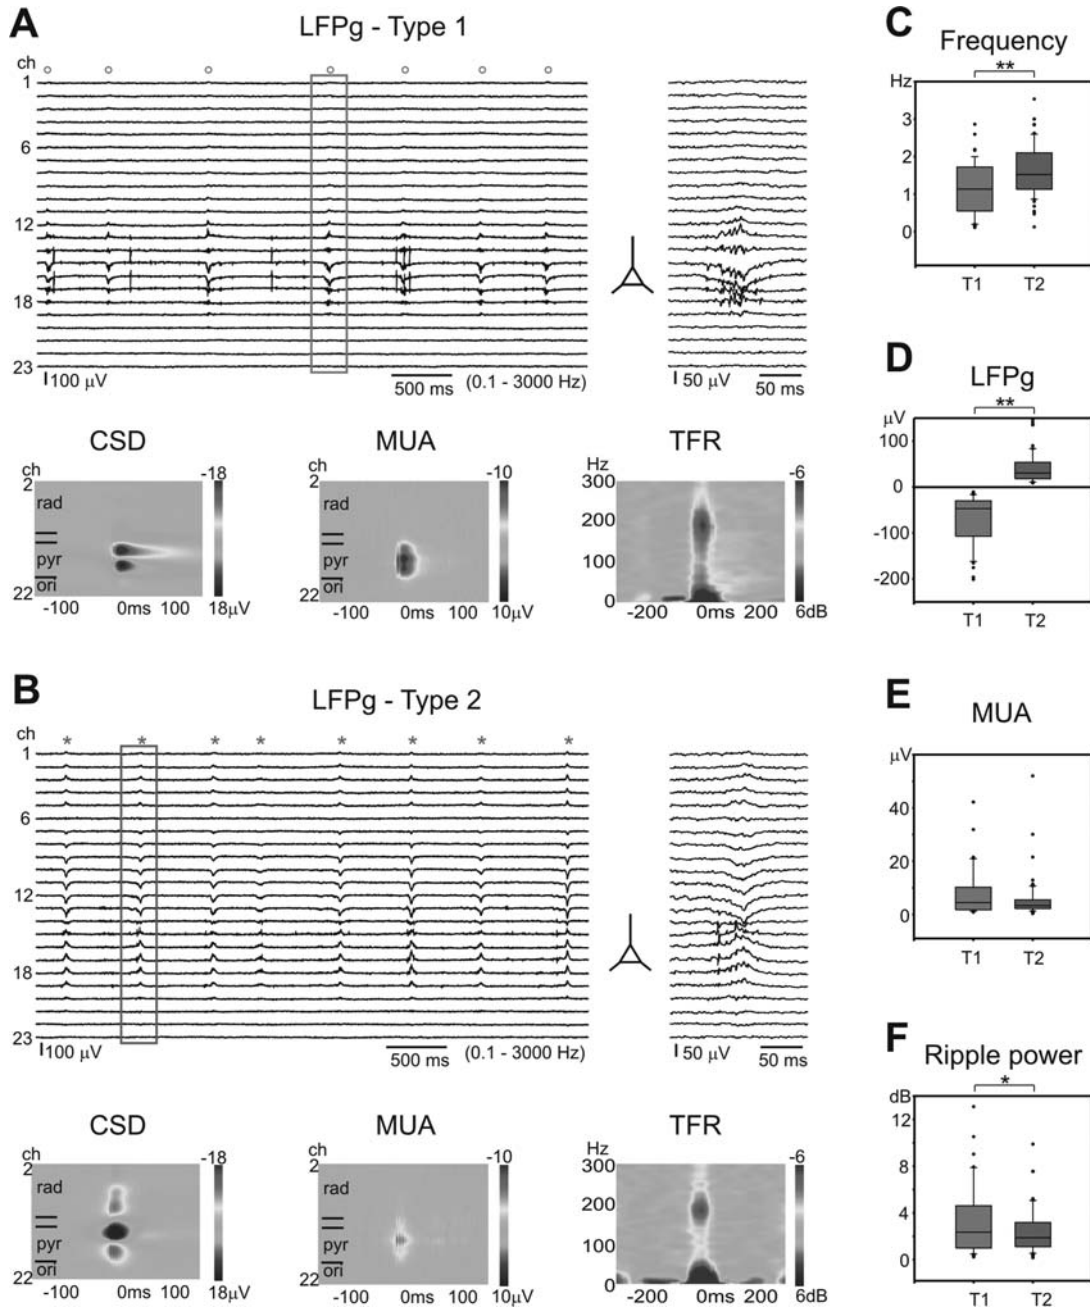 A
LFPg - Type 1
ch
1
6
12
18
23
100 µV
500 ms
(0.1 - 3000 Hz)
50 µV
50 ms
CSD
ch
2
rad
pyr
ori
22
-100
0ms
100
-18
18µV
MUA
-100
0ms
100
-10
10µV
TFR
Hz
300
200
100
0
-200
0ms
200
-6
6dB
B
LFPg - Type 2
ch
* * * * * * * *
1
6
12
18
23
100 µV
500 ms
(0.1 - 3000 Hz)
50 µV
50 ms
CSD
ch
2
rad
pyr
ori
22
-100
0ms
100
-18
18µV
MUA
ch
2
rad
pyr
ori
22
-100
0ms
100
-10
10µV
TFR
Hz
300
200
100
0
-200
0ms
200
-6
6dB
C
Frequency
**
Hz
3
2
1
0
T1
T2
D
LFPg
**
µV
100
0
-100
-200
T1
T2
E
MUA
µV
40
20
0
T1
T2
F
Ripple power
*
dB
12
8
4
0
T1
T2